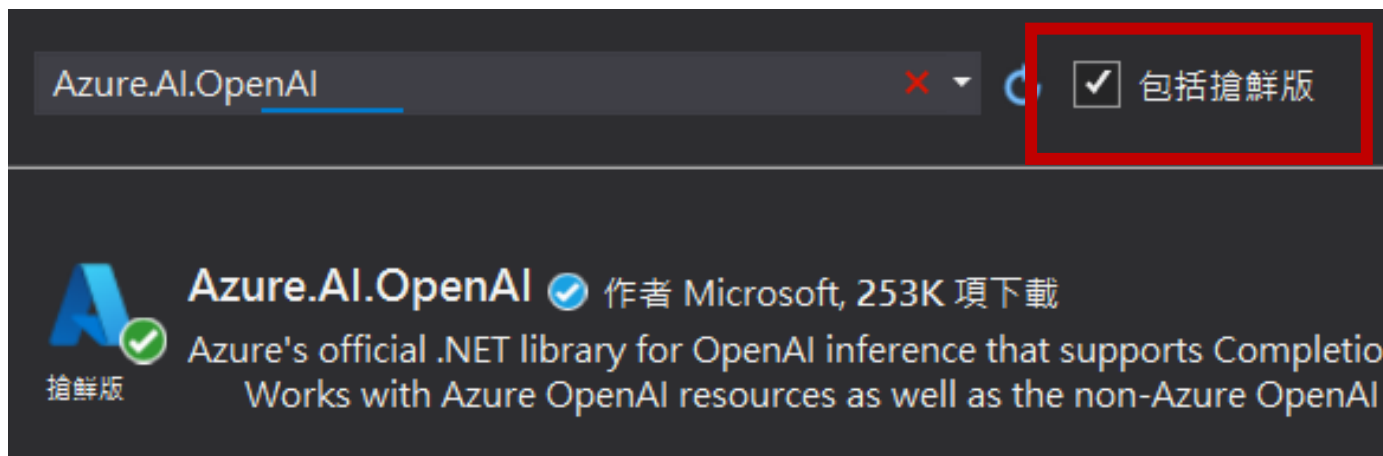 Azure.AI.OpenAI
包括搶鮮版
Azure.AI.OpenAI 作者 Microsoft, 253K 項下載
Azure's official .NET library for OpenAI inference that supports Completio
搶鮮版
Works with Azure OpenAI resources as well as the non-Azure OpenAI